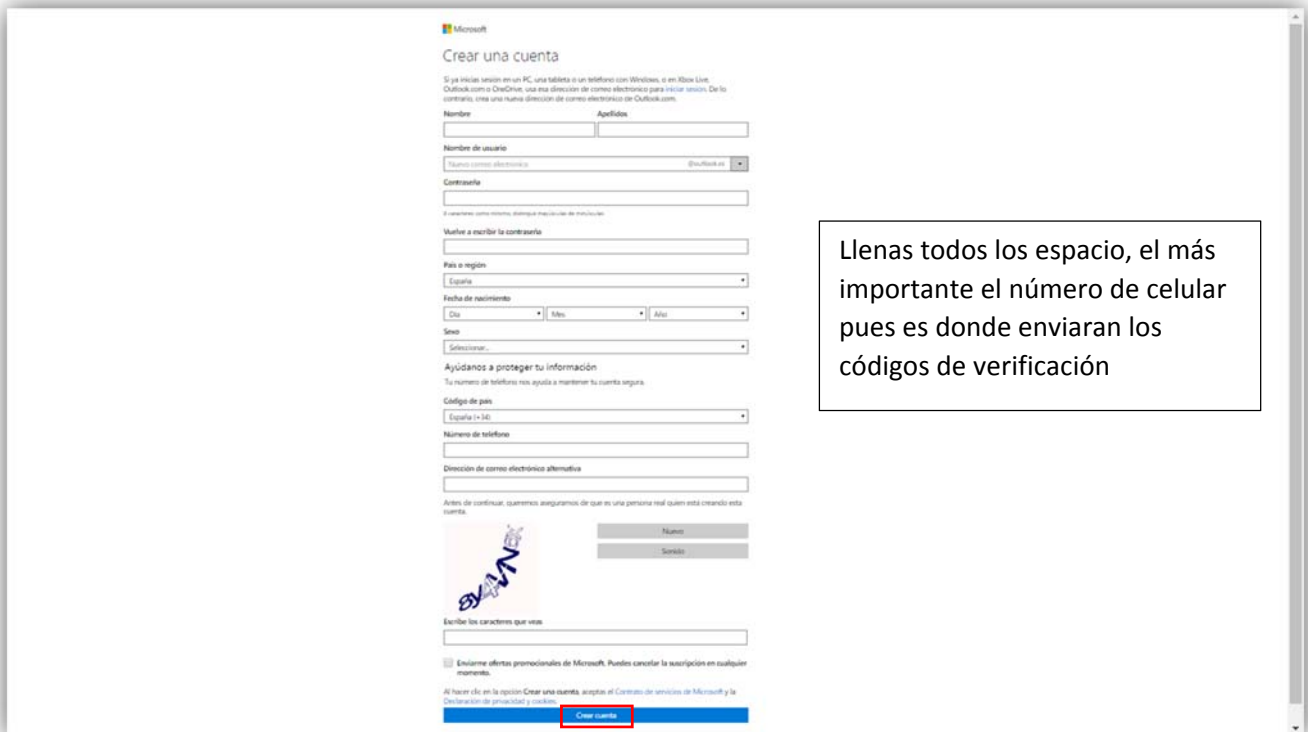 Microsoft
Crear una cuenta
Si ya inicias sesión en un PC, una tableta o un teléfono con Windows, o en Xbox Live,
Outlook.com o OneDrive, usa esa dirección de correo electrónico para iniciar sesión. De lo
contrario, crea una nueva dirección de correo electrónico de Outlook.com.
Nombre Apellidos
Nombre de usuario
Nuevo correo electrónico @outlook.es
Contraseña
8 caracteres como mínimo; distingue mayúsculas de minúsculas
Vuelve a escribir la contraseña
País o región
España
Fecha de nacimiento
Día Mes Año
Sexo
Seleccionar...
Ayúdanos a proteger tu información
Tu número de teléfono nos ayuda a mantener tu cuenta segura.
Código de país
España (+34)
Número de teléfono
Dirección de correo electrónico alternativa
Antes de continuar, queremos asegurarnos de que es una persona real quien está creando esta
cuenta.
Nuevo
Sonido
Escribe los caracteres que veas
Enviarme ofertas promocionales de Microsoft. Puedes cancelar la suscripción en cualquier
momento.
Al hacer clic en la opción Crear una cuenta, aceptas el Contrato de servicios de Microsoft y la
Declaración de privacidad y cookies.
Crear cuenta
Llenas todos los espacio, el más
importante el número de celular
pues es donde enviaran los
códigos de verificación